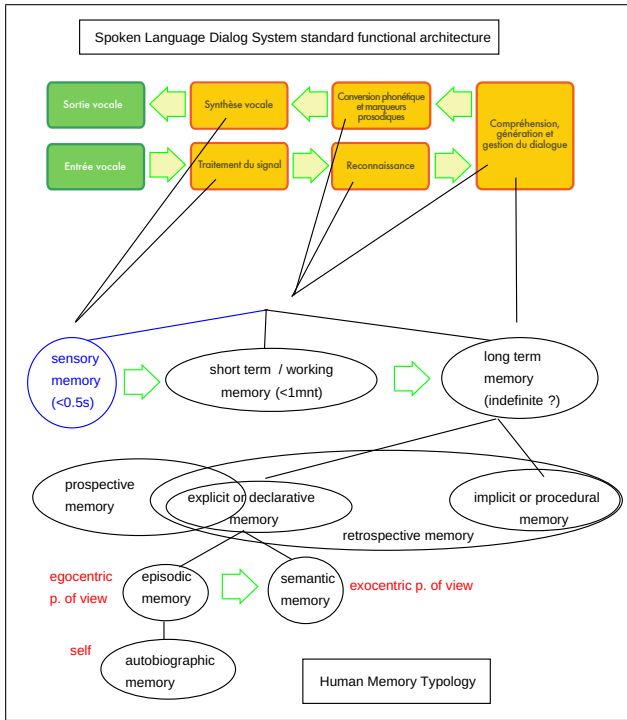 Spoken Language Dialog System standard functional architecture
Sortie vocale
Synthèse vocale
Conversion phonétique
et marqueurs
prosodiques
Compréhension,
génération et
gestion du dialogue
Entrée vocale
Traitement du signal
Reconnaissance
sensory
memory
(<0.5s)
short term / working
memory (<1mnt)
long term
memory
(indefinite ?)
prospective
memory
explicit or declarative
memory
implicit or procedural
memory
retrospective memory
egocentric
p. of view
episodic
memory
semantic
memory
exocentric p. of view
self
autobiographic
memory
Human Memory Typology